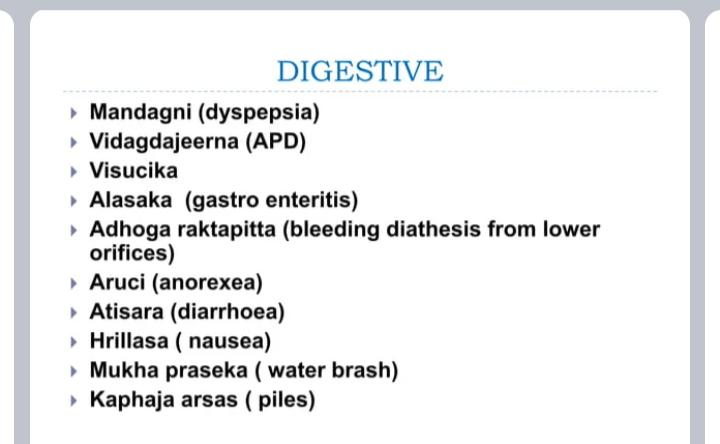 DIGESTIVE
Mandagni (dyspepsia)
Vidagdajeerna (APD)
Visucika
Alasaka (gastro enteritis)
Adhoga raktapitta (bleeding diathesis from lower
orifices)
Aruci (anorexea)
Atisara (diarrhoea)
Hrillasa ( nausea)
Mukha praseka ( water brash)
Kaphaja arsas ( piles)